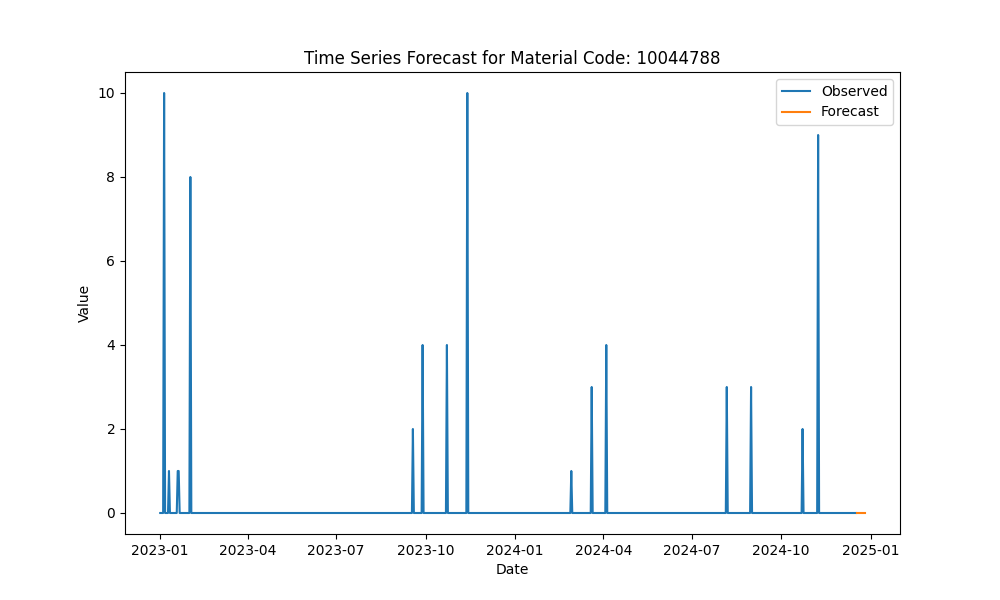 Time Series Forecast for Material Code: 10044788
Observed
Forecast
10
8
6
4
2
0
Value
2023-01 2023-04 2023-07 2023-10 2024-01 2024-04 2024-07 2024-10 2025-01
Date